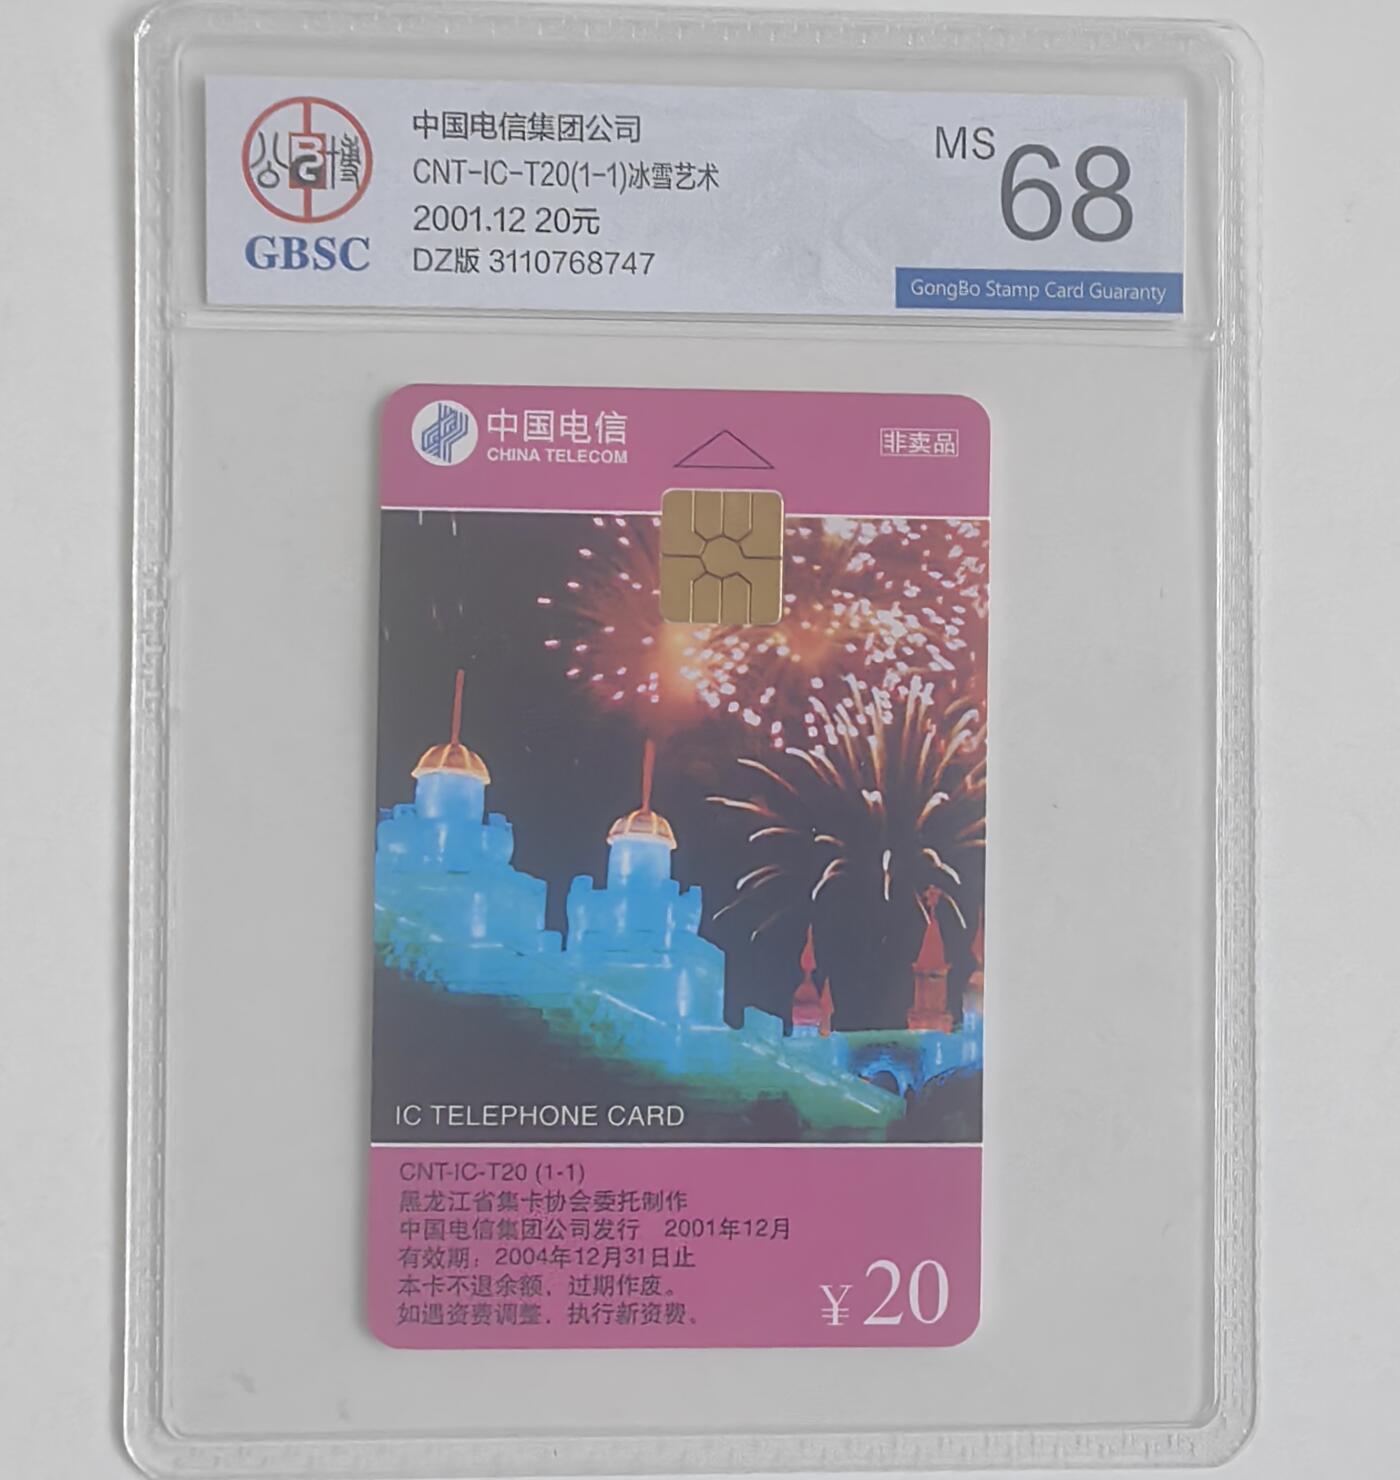 公博
BG
GBSC
中国电信集团公司
CNT-IC-T20(1-1)冰雪艺术
2001.12 20元
DZ版 3110768747
MS 68
GongBo Stamp Card Guaranty
中国电信
CHINA TELECOM
非卖品
IC TELEPHONE CARD
CNT-IC-T20 (1-1)
黑龙江省集卡协会委托制作
中国电信集团公司发行 2001年12月
有效期：2004年12月31日止
本卡不退余额，过期作废。
如遇资费调整，执行新资费。
¥20